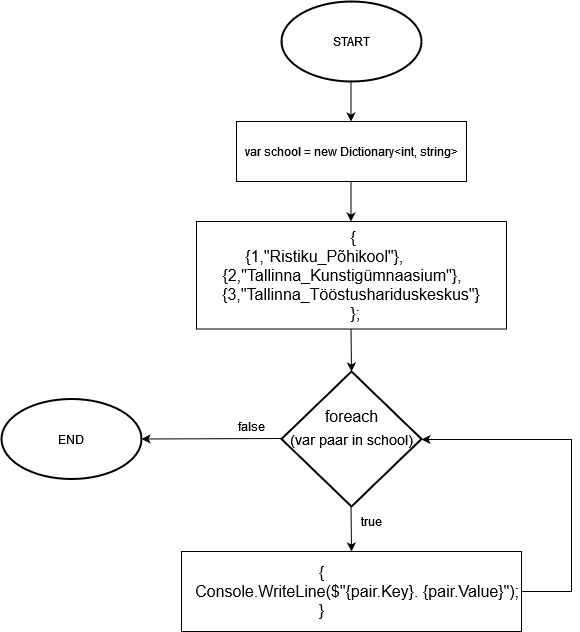 START
var school = new Dictionary<int, string>
{
{1,"Ristiku_Põhikool"},
{2,"Tallinna_Kunstigümnaasium"},
{3,"Tallinna_Tööstushariduskeskus"}
};
foreach
(var paar in school)
false
END
true
{
Console.WriteLine($"{pair.Key}. {pair.Value}");
}